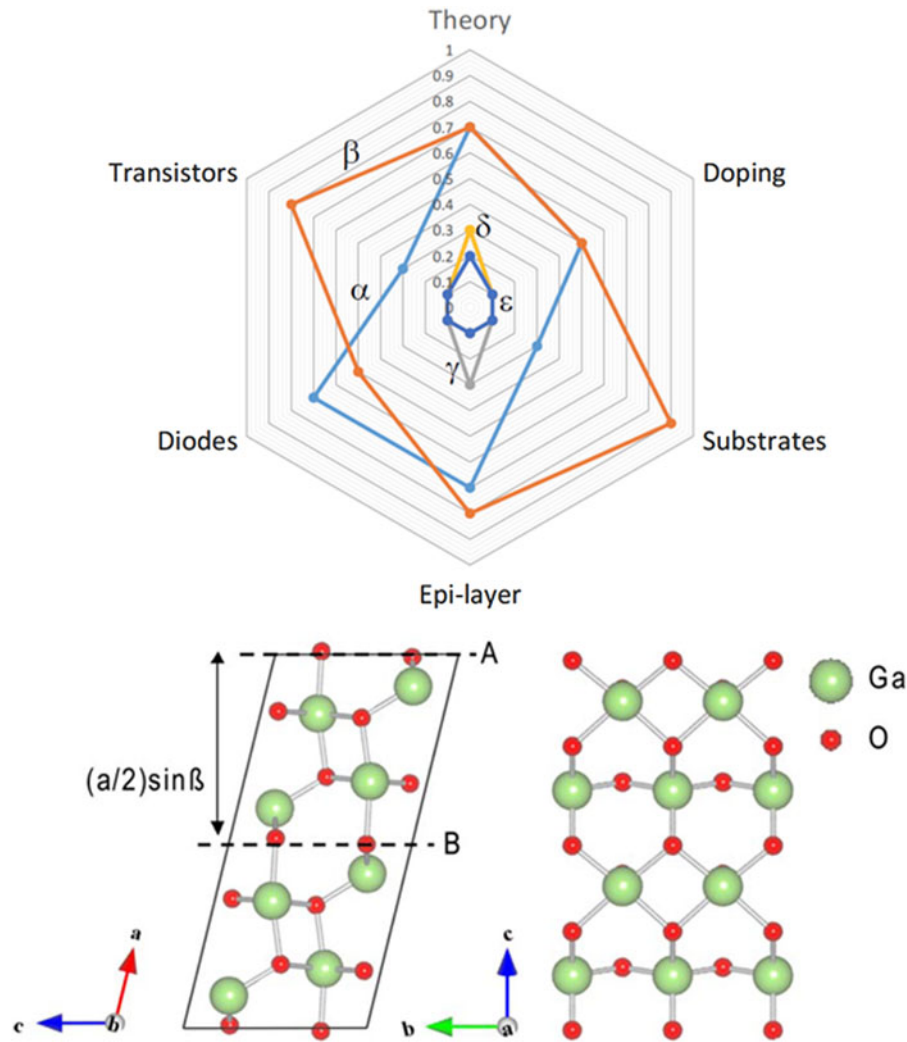 Theory
1
0.9
0.8
0.7
0.6
0.5
0.4
0.3
0.2
0.1
0
Transistors
Doping
Diodes
Substrates
Epi-layer
β
δ
α
ε
γ
A
(a/2)sinß
B
Ga
O
a
c
b
c
b
a